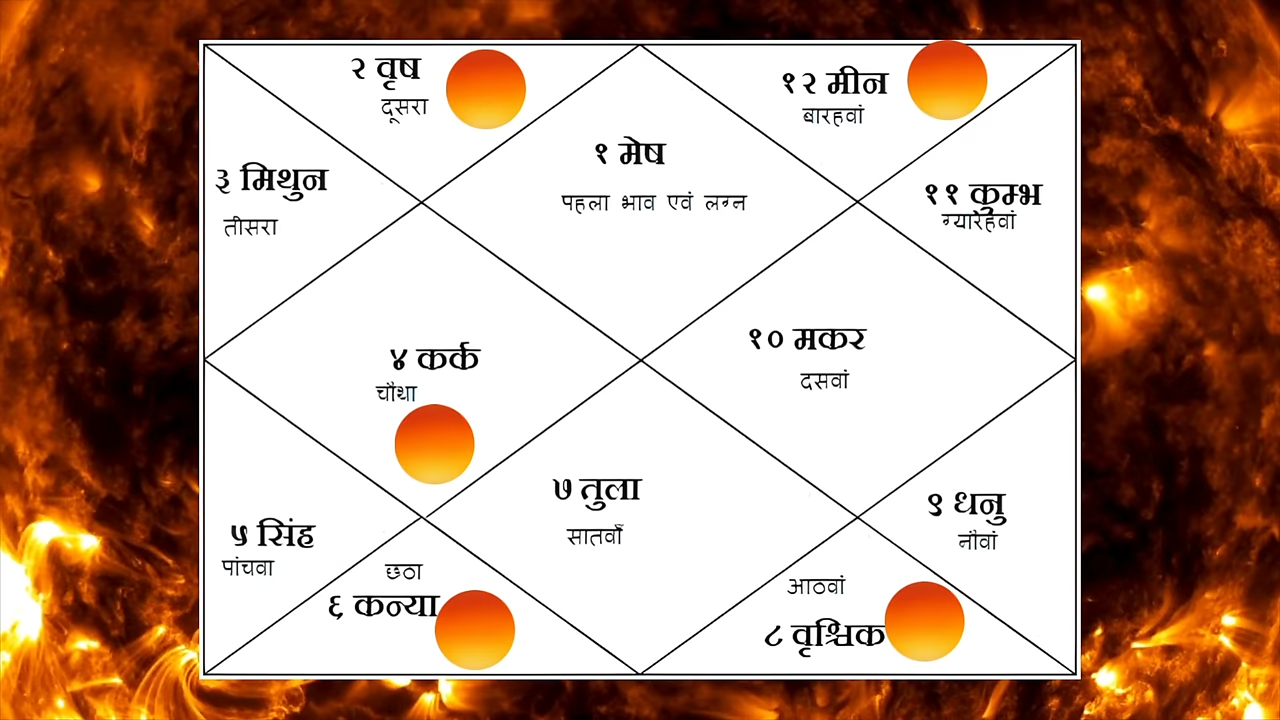 २ वृष
दूसरा
१२ मीन
बारहवां
१ मेष
पहला भाव एवं लग्न
३ मिथुन
तीसरा
११ कुम्भ
ग्यारहवां
४ कर्क
चौथा
१० मकर
दसवां
५ सिंह
पांचवा
७ तुला
सातवाँ
९ धनु
नौवां
छठा
६ कन्या
आठवां
८ वृश्चिक